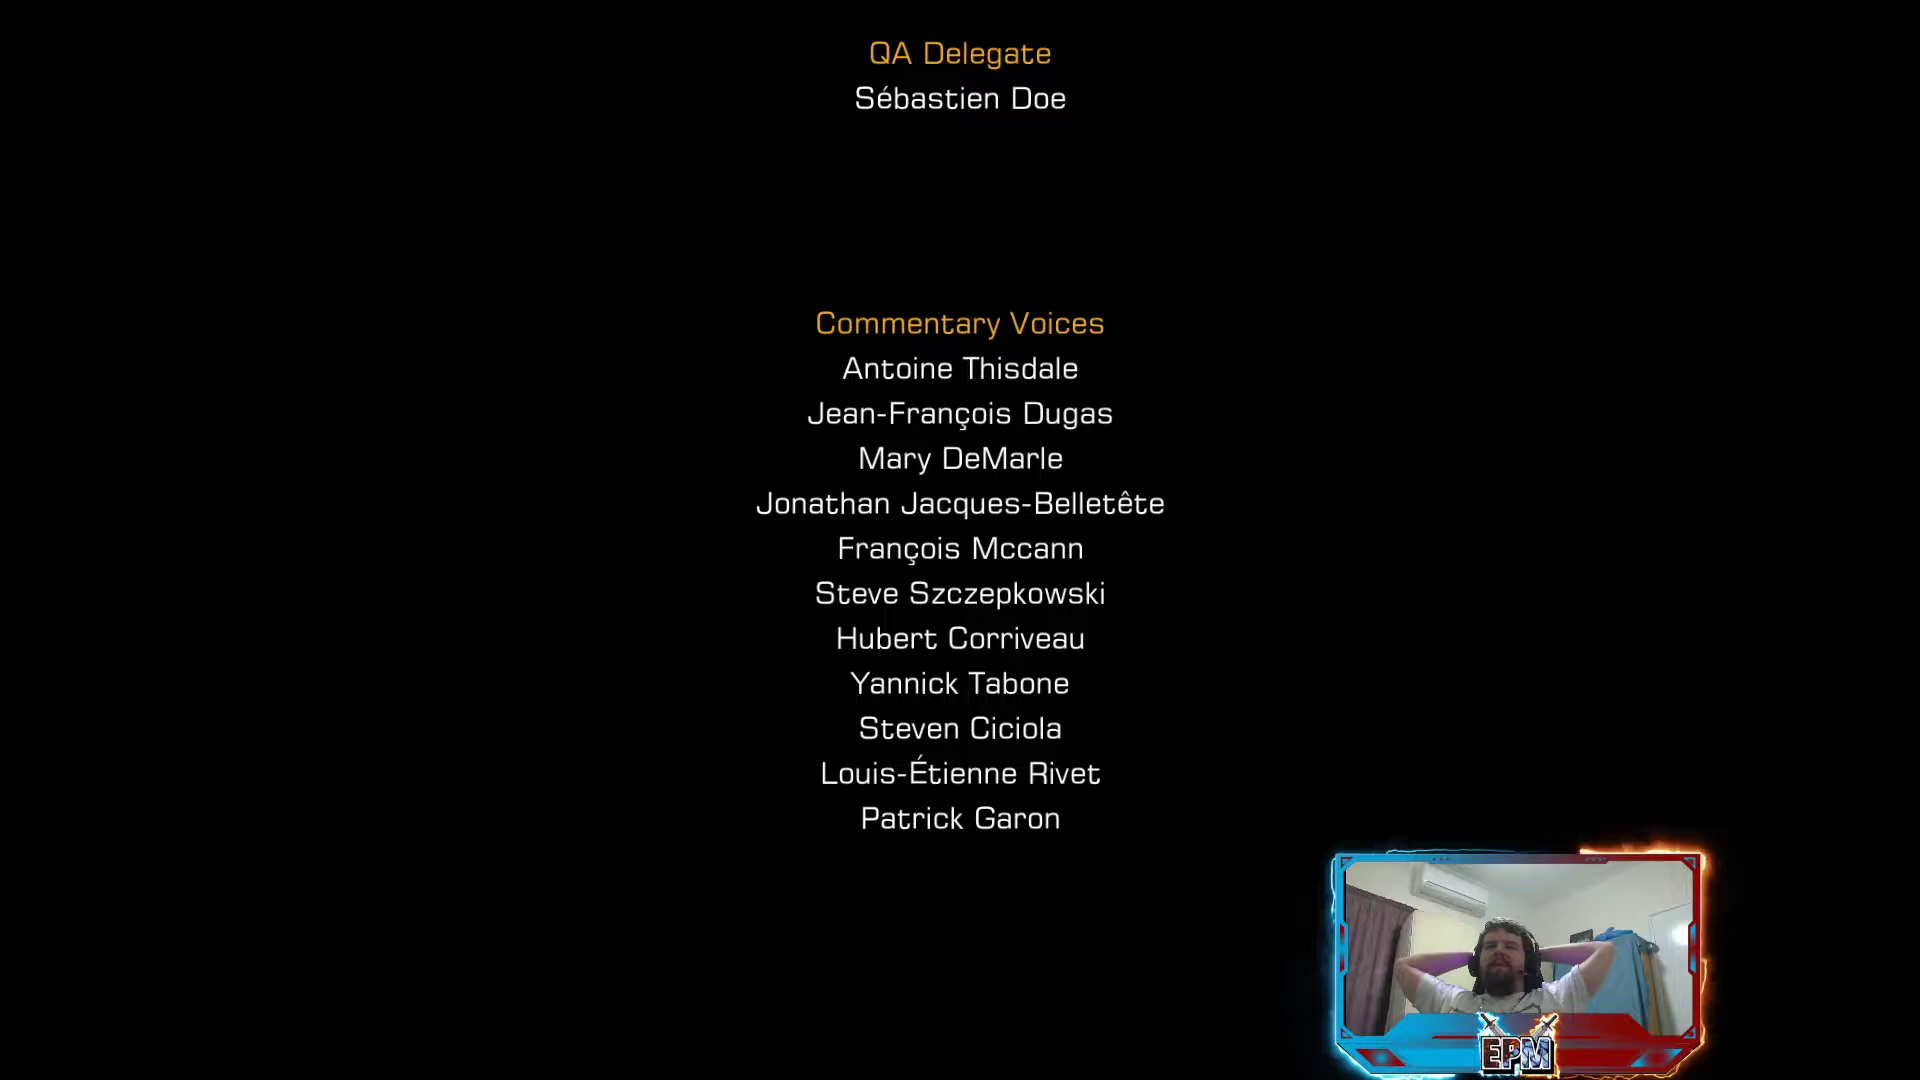 QA Delegate
Sébastien Doe
Commentary Voices
Antoine Thisdale
Jean-François Dugas
Mary DeMarle
Jonathan Jacques-Belletête
François Mccann
Steve Szczepkowski
Hubert Corriveau
Yannick Tabone
Steven Ciciola
Louis-Étienne Rivet
Patrick Garon
EPM